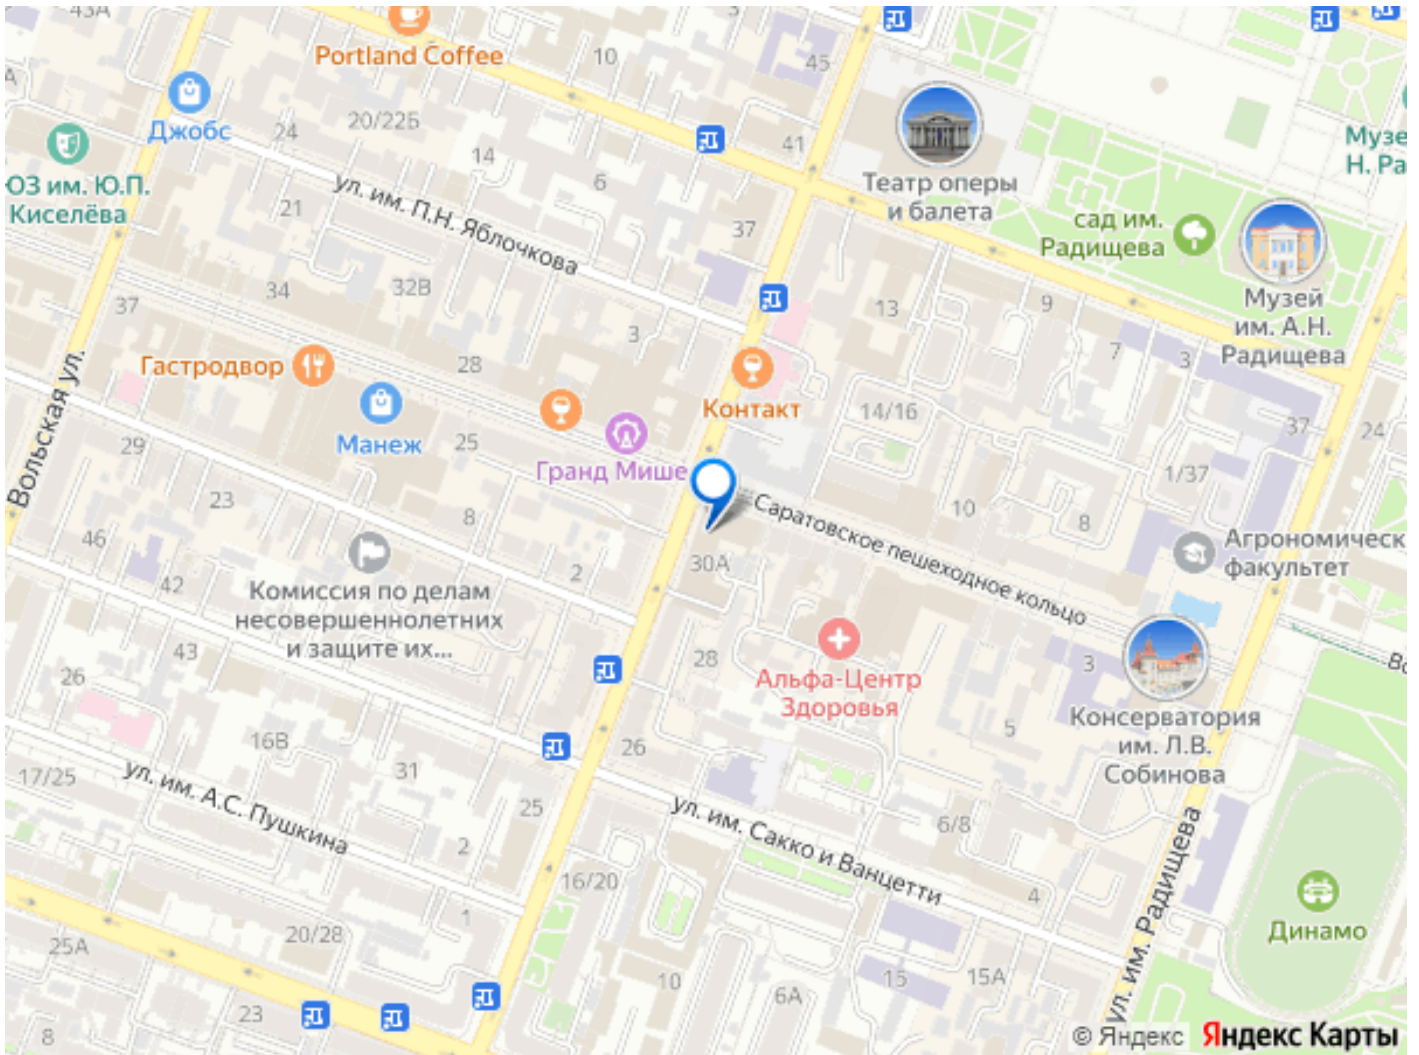 43А
3
Portland Coffee
10
45
Джобс
24
20/22Б
14
41
Музе
Н. Ра
ЮЗ им. Ю.П.
Киселёва
ул. им. П.Н. Яблочкова
6
Театр оперы
и балета
21
37
сад им.
Радищева
34
32В
37
3
13
9
Музей
им. А.Н.
Радищева
Гастродвор
28
7
3
Вольская ул.
Контакт
14/16
Манеж
25
29
37
24
Гранд Мише
1/37
23
8
Саратовское пешеходное кольцо
10
8
46
30А
Агрономическ
факультет
42
2
Комиссия по делам
несовершеннолетних
и защите их...
43
28
3
26
Альфа-Центр
Здоровья
Консерватория
им. Л.В.
Собинова
16В
26
5
17/25
31
ул. им. А.С. Пушкина
25
ул. им. Сакко и Ванцетти
6/8
ул. им. Радищева
2
16/20
4
1
Динамо
25А
20/28
10
15
15А
6А
23
8
© Яндекс Яндекс Карты